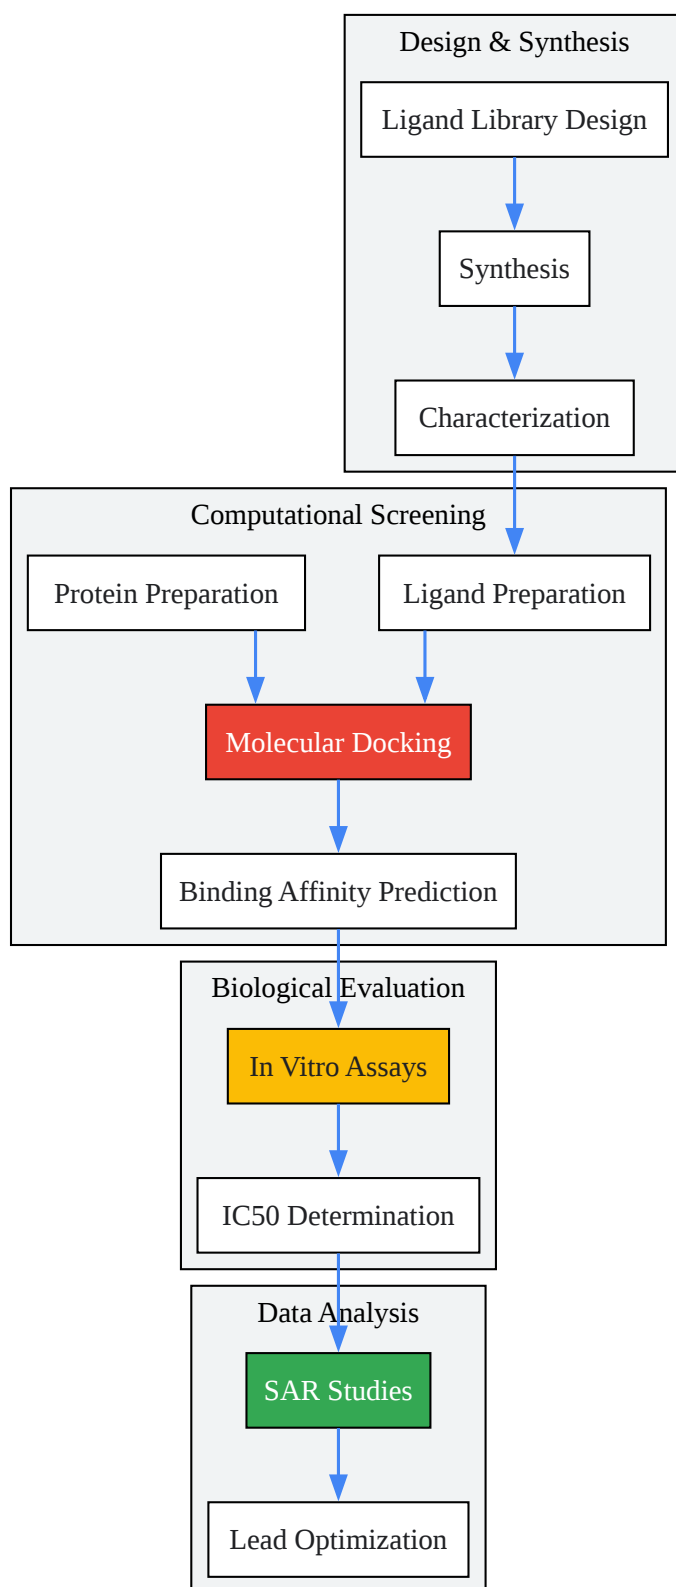 Design & Synthesis
Ligand Library Design
Synthesis
Characterization
Computational Screening
Protein Preparation
Ligand Preparation
Molecular Docking
Binding Affinity Prediction
Biological Evaluation
In Vitro Assays
IC50 Determination
Data Analysis
SAR Studies
Lead Optimization